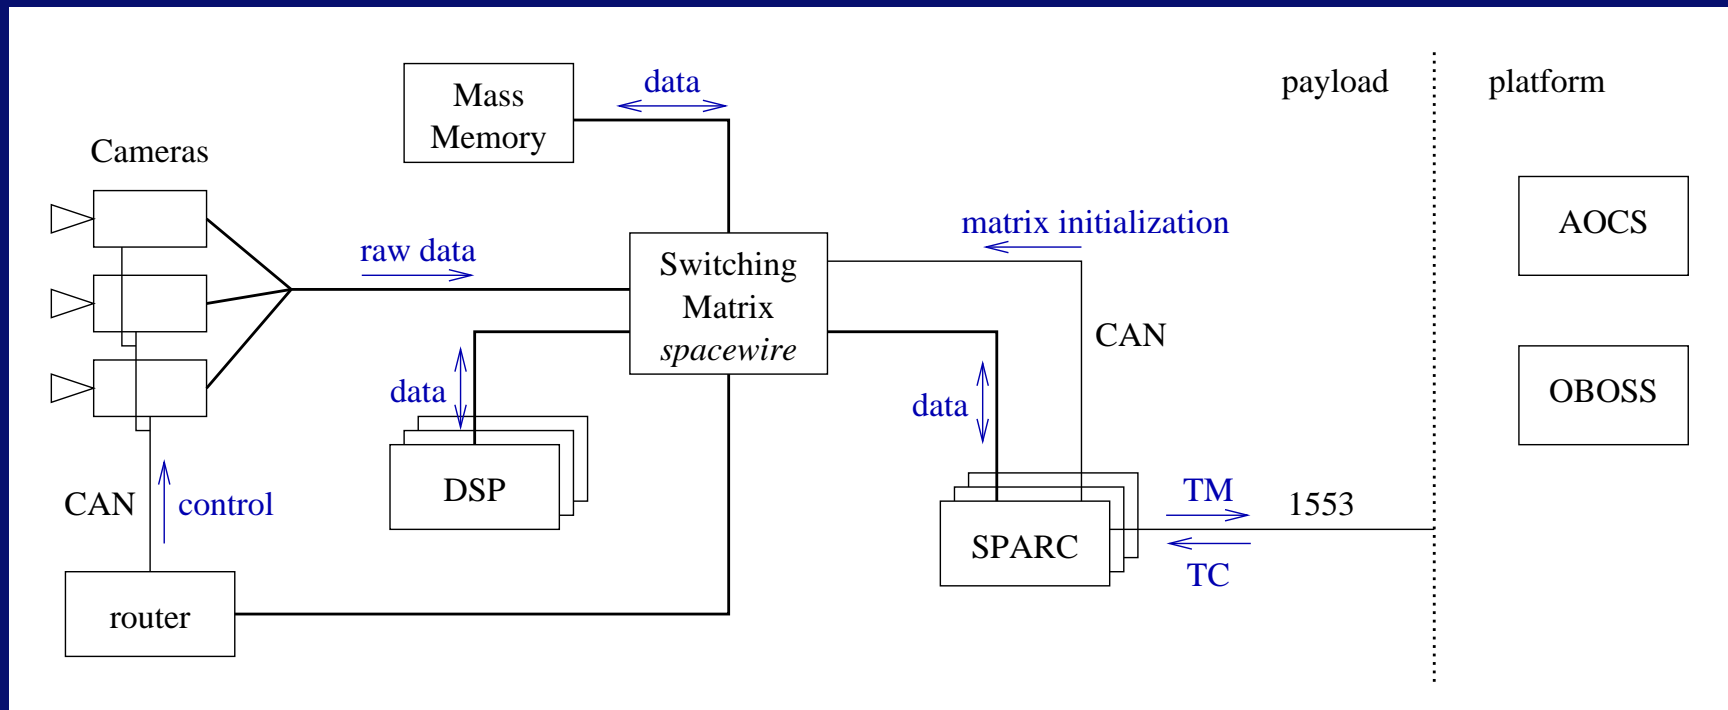 data
payload
platform
Mass
Memory
Cameras
AOCS
matrix initialization
raw data
Switching
Matrix
spacewire
CAN
data
data
OBOSS
DSP
TM
1553
CAN
control
SPARC
TC
router